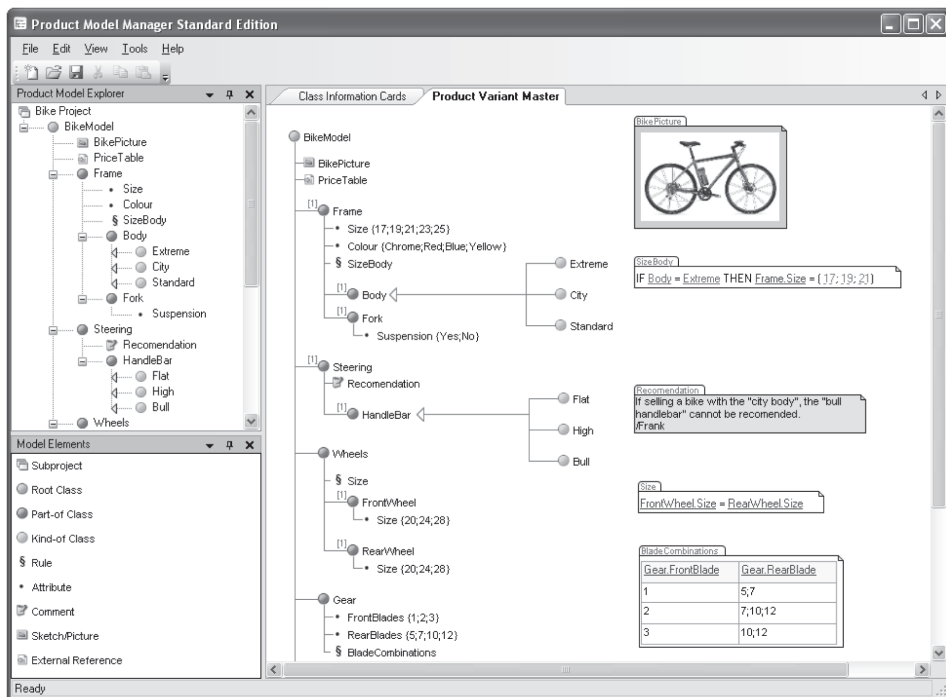 Product Model Manager Standard Edition
File Edit View Tools Help
Product Model Explorer
Bike Project
BikeModel
BikePicture
PriceTable
Frame
Size
Colour
§ SizeBody
Body
Extreme
City
Standard
Fork
Suspension
Steering
Recomendation
HandleBar
Flat
High
Bull
Wheels
Model Elements
Subproject
Root Class
Part-of Class
Kind-of Class
§ Rule
• Attribute
Comment
Sketch/Picture
External Reference
Class Information Cards Product Variant Master
BikeModel
BikePicture
PriceTable
[1] Frame
• Size {17;19;21;23;25}
• Colour {Chrome;Red;Blue;Yellow}
§ SizeBody
[1] Body
Extreme
City
Standard
[1] Fork
• Suspension {Yes;No}
[1] Steering
Recomendation
[1] HandleBar
Flat
High
Bull
Wheels
§ Size
[1] FrontWheel
• Size {20;24;28}
[1] RearWheel
• Size {20;24;28}
Gear
• FrontBlades {1;2;3}
• RearBlades {5;7;10;12}
§ BladeCombinations
BikePicture
SizeBody
IF Body = Extreme THEN Frame.Size = ( 17; 19; 21)
Recomendation
If selling a bike with the "city body", the "bull
handlebar" cannot be recomended.
/Frank
Size
FrontWheel.Size = RearWheel.Size
BladeCombinations
Gear.FrontBlade Gear.RearBlade
1 5;7
2 7;10;12
3 10;12
Ready